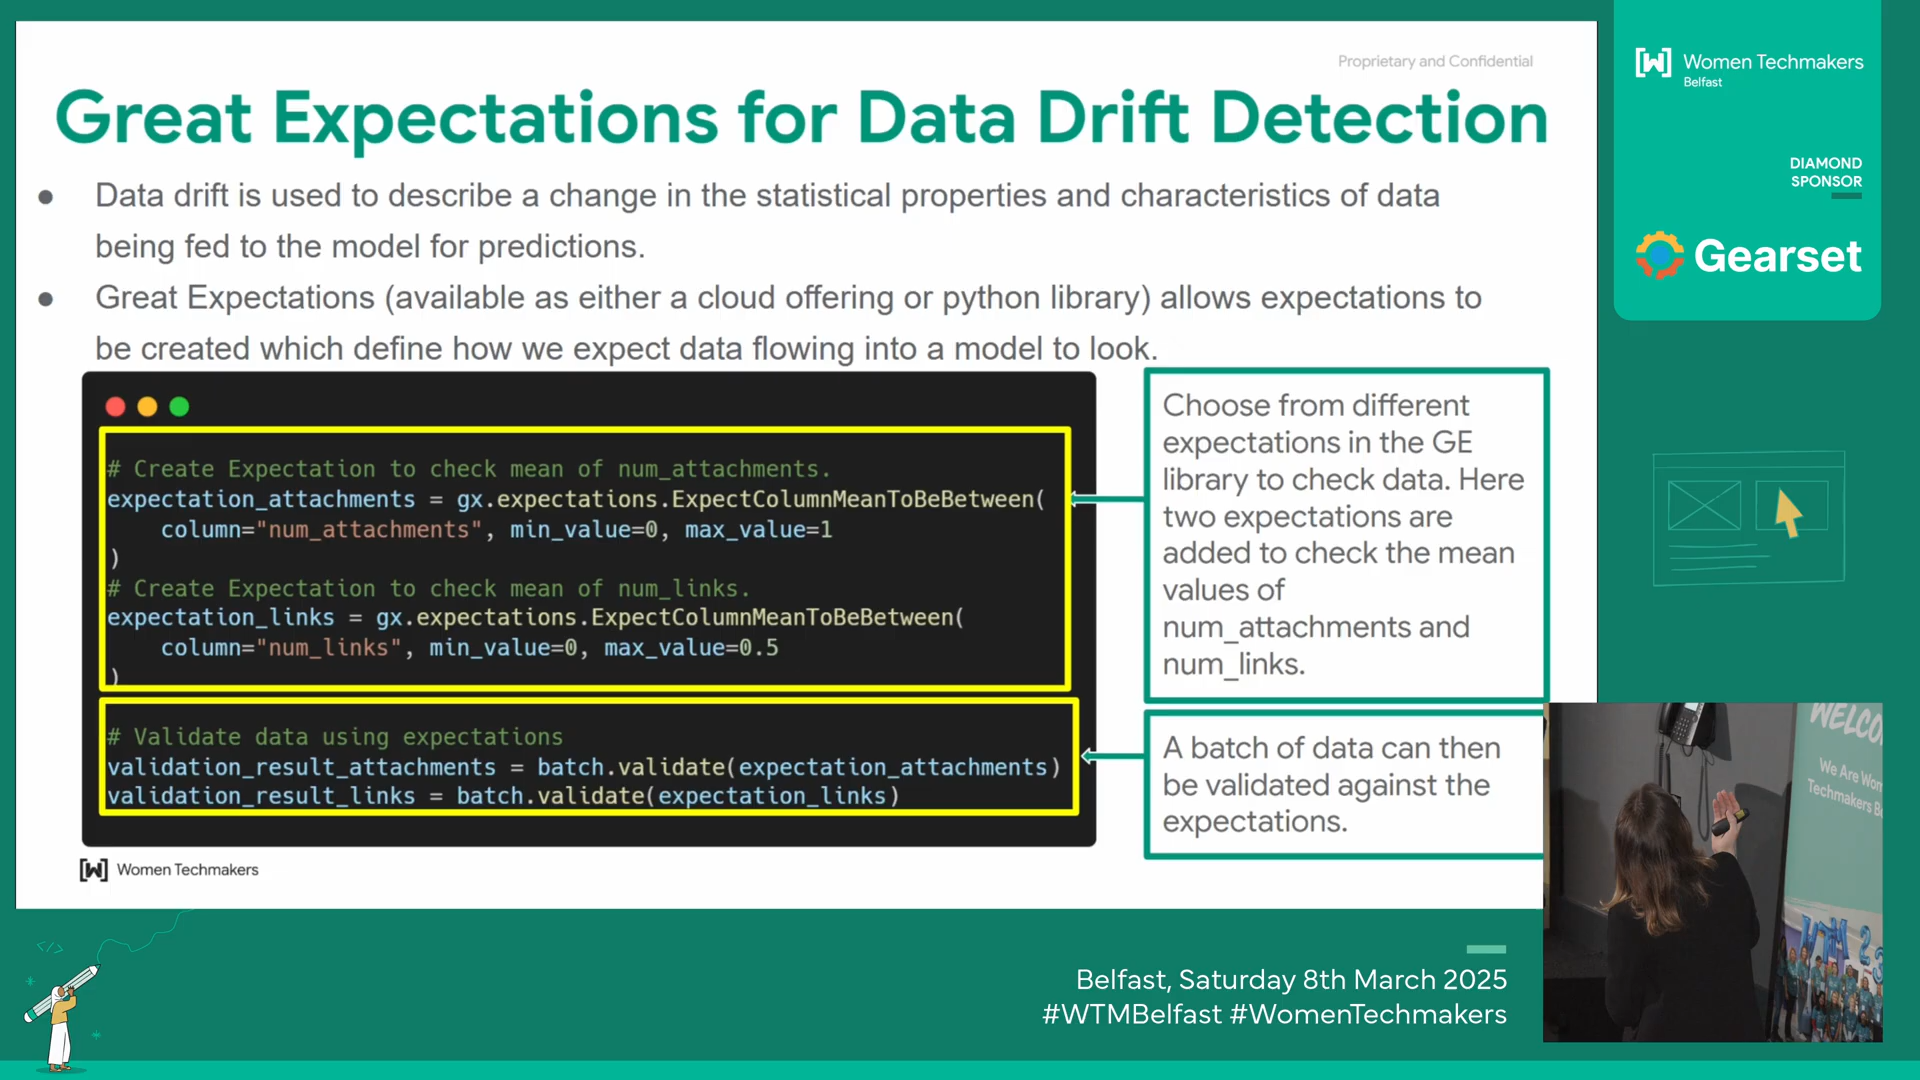 Proprietary and Confidential
Great Expectations for Data Drift Detection
● Data drift is used to describe a change in the statistical properties and characteristics of data
being fed to the model for predictions.
● Great Expectations (available as either a cloud offering or python library) allows expectations to
be created which define how we expect data flowing into a model to look.
# Create Expectation to check mean of num_attachments.
expectation_attachments = gx.expectations.ExpectColumnMeanToBeBetween(
column="num_attachments", min_value=0, max_value=1
)
# Create Expectation to check mean of num_links.
expectation_links = gx.expectations.ExpectColumnMeanToBeBetween(
column="num_links", min_value=0, max_value=0.5
)
# Validate data using expectations
validation_result_attachments = batch.validate(expectation_attachments)
validation_result_links = batch.validate(expectation_links)
Choose from different
expectations in the GE
library to check data. Here
two expectations are
added to check the mean
values of
num_attachments and
num_links.
A batch of data can then
be validated against the
expectations.
[W] Women Techmakers
[W] Women Techmakers
Belfast
DIAMOND
SPONSOR
Gearset
</>
WELCO
We Are Wom
Techmakers Be
WTM 2
Belfast, Saturday 8th March 2025
#WTMBelfast #WomenTechmakers